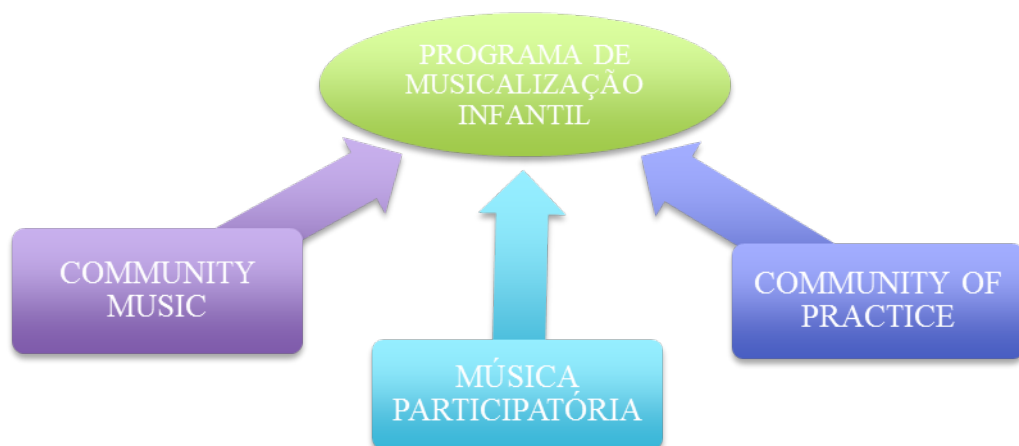 PROGRAMA DE
MUSICALIZAÇÃO
INFANTIL
COMMUNITY
MUSIC
COMMUNITY OF
PRACTICE
MÚSICA
PARTICIPATÓRIA